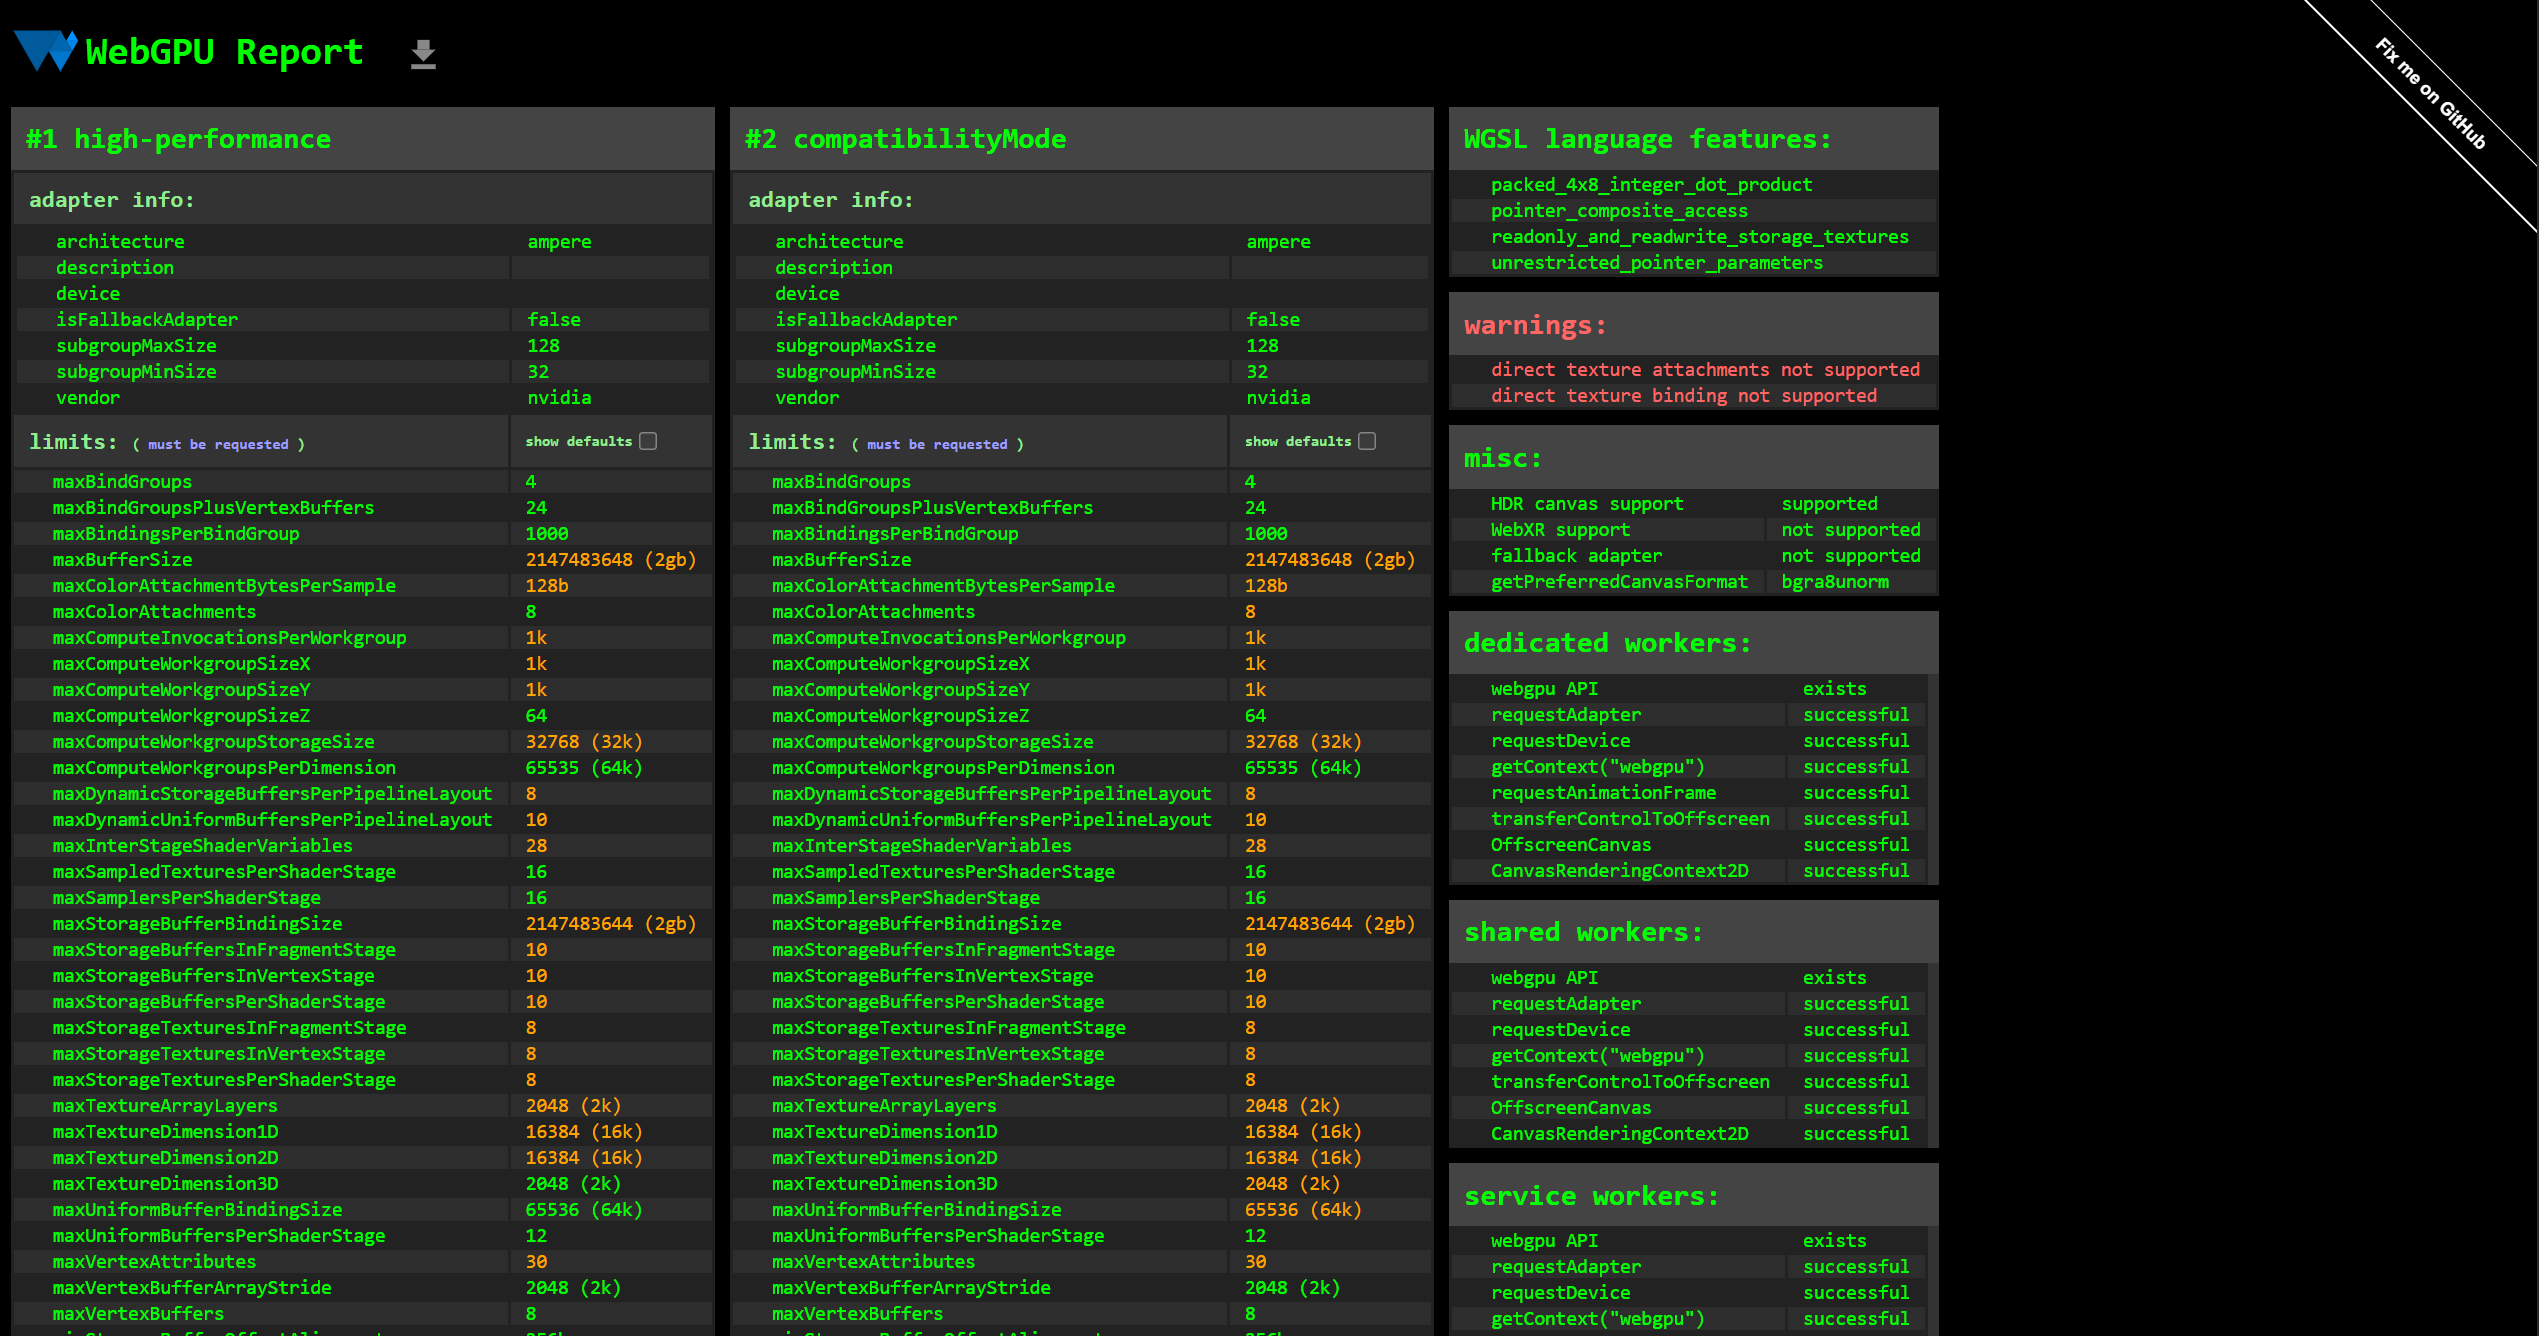 WebGPU Report
Fix me on GitHub
#1 high-performance
adapter info:
architecture ampere
description
device
isFallbackAdapter false
subgroupMaxSize 128
subgroupMinSize 32
vendor nvidia
limits: ( must be requested ) show defaults
maxBindGroups 4
maxBindGroupsPlusVertexBuffers 24
maxBindingsPerBindGroup 1000
maxBufferSize 2147483648 (2gb)
maxColorAttachmentBytesPerSample 128b
maxColorAttachments 8
maxComputeInvocationsPerWorkgroup 1k
maxComputeWorkgroupSizeX 1k
maxComputeWorkgroupSizeY 1k
maxComputeWorkgroupSizeZ 64
maxComputeWorkgroupStorageSize 32768 (32k)
maxComputeWorkgroupsPerDimension 65535 (64k)
maxDynamicStorageBuffersPerPipelineLayout 8
maxDynamicUniformBuffersPerPipelineLayout 10
maxInterStageShaderVariables 28
maxSampledTexturesPerShaderStage 16
maxSamplersPerShaderStage 16
maxStorageBufferBindingSize 2147483644 (2gb)
maxStorageBuffersInFragmentStage 10
maxStorageBuffersInVertexStage 10
maxStorageBuffersPerShaderStage 10
maxStorageTexturesInFragmentStage 8
maxStorageTexturesInVertexStage 8
maxStorageTexturesPerShaderStage 8
maxTextureArrayLayers 2048 (2k)
maxTextureDimension1D 16384 (16k)
maxTextureDimension2D 16384 (16k)
maxTextureDimension3D 2048 (2k)
maxUniformBufferBindingSize 65536 (64k)
maxUniformBuffersPerShaderStage 12
maxVertexAttributes 30
maxVertexBufferArrayStride 2048 (2k)
maxVertexBuffers 8
#2 compatibilityMode
adapter info:
architecture ampere
description
device
isFallbackAdapter false
subgroupMaxSize 128
subgroupMinSize 32
vendor nvidia
limits: ( must be requested ) show defaults
maxBindGroups 4
maxBindGroupsPlusVertexBuffers 24
maxBindingsPerBindGroup 1000
maxBufferSize 2147483648 (2gb)
maxColorAttachmentBytesPerSample 128b
maxColorAttachments 8
maxComputeInvocationsPerWorkgroup 1k
maxComputeWorkgroupSizeX 1k
maxComputeWorkgroupSizeY 1k
maxComputeWorkgroupSizeZ 64
maxComputeWorkgroupStorageSize 32768 (32k)
maxComputeWorkgroupsPerDimension 65535 (64k)
maxDynamicStorageBuffersPerPipelineLayout 8
maxDynamicUniformBuffersPerPipelineLayout 10
maxInterStageShaderVariables 28
maxSampledTexturesPerShaderStage 16
maxSamplersPerShaderStage 16
maxStorageBufferBindingSize 2147483644 (2gb)
maxStorageBuffersInFragmentStage 10
maxStorageBuffersInVertexStage 10
maxStorageBuffersPerShaderStage 10
maxStorageTexturesInFragmentStage 8
maxStorageTexturesInVertexStage 8
maxStorageTexturesPerShaderStage 8
maxTextureArrayLayers 2048 (2k)
maxTextureDimension1D 16384 (16k)
maxTextureDimension2D 16384 (16k)
maxTextureDimension3D 2048 (2k)
maxUniformBufferBindingSize 65536 (64k)
maxUniformBuffersPerShaderStage 12
maxVertexAttributes 30
maxVertexBufferArrayStride 2048 (2k)
maxVertexBuffers 8
WGSL language features:
packed_4x8_integer_dot_product
pointer_composite_access
readonly_and_readwrite_storage_textures
unrestricted_pointer_parameters
warnings:
direct texture attachments not supported
direct texture binding not supported
misc:
HDR canvas support supported
WebXR support not supported
fallback adapter not supported
getPreferredCanvasFormat bgra8unorm
dedicated workers:
webgpu API exists
requestAdapter successful
requestDevice successful
getContext("webgpu") successful
requestAnimationFrame successful
transferControlToOffscreen successful
OffscreenCanvas successful
CanvasRenderingContext2D successful
shared workers:
webgpu API exists
requestAdapter successful
requestDevice successful
getContext("webgpu") successful
transferControlToOffscreen successful
OffscreenCanvas successful
CanvasRenderingContext2D successful
service workers:
webgpu API exists
requestAdapter successful
requestDevice successful
getContext("webgpu") successful